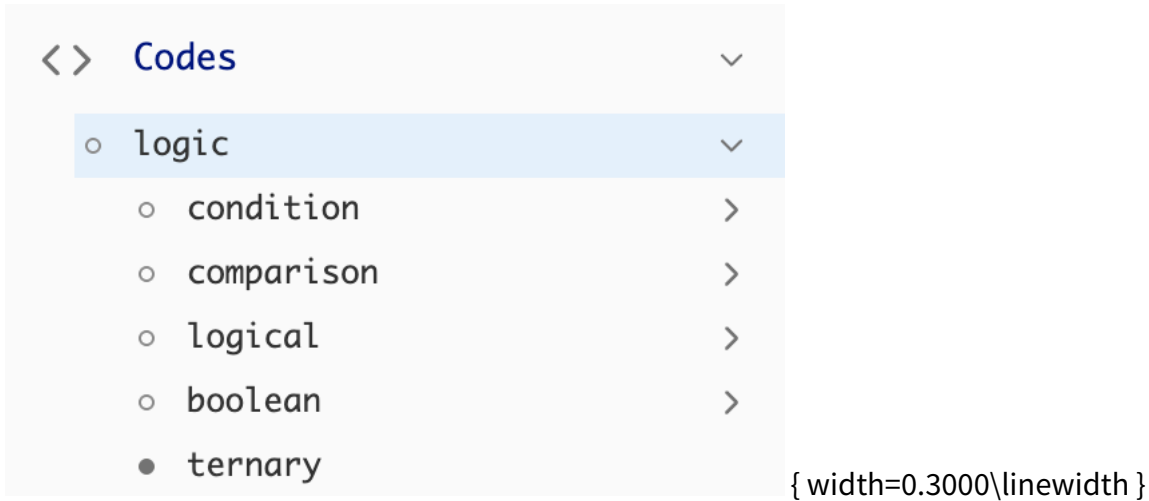 <> Codes
logic
condition
comparison
logical
boolean
ternary
{ width=0.3000\linewidth }